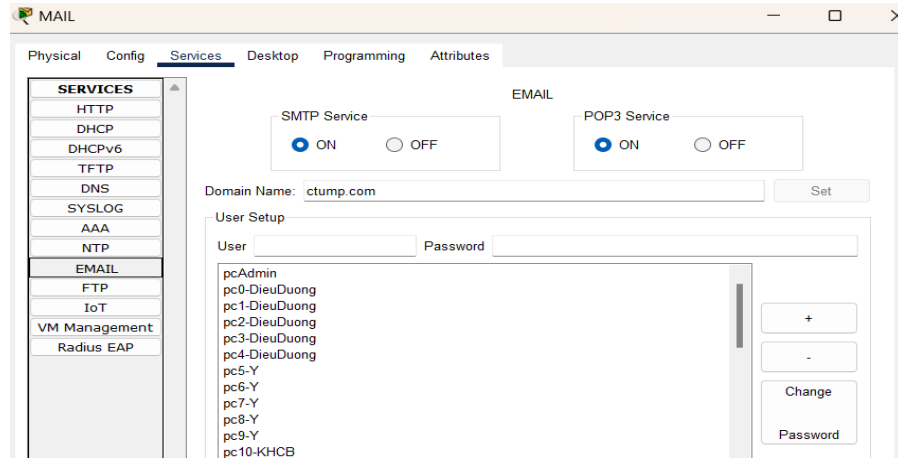 MAIL
Physical Config Services Desktop Programming Attributes
SERVICES
HTTP
DHCP
DHCPv6
TFTP
DNS
SYSLOG
AAA
NTP
EMAIL
FTP
IoT
VM Management
Radius EAP
EMAIL
SMTP Service
ON OFF
POP3 Service
ON OFF
Domain Name: ctump.com Set
User Setup
User Password
pcAdmin
pc0-DieuDuong
pc1-DieuDuong
pc2-DieuDuong
pc3-DieuDuong
pc4-DieuDuong
pc5-Y
pc6-Y
pc7-Y
pc8-Y
pc9-Y
pc10-KHCB
+
-
Change
Password